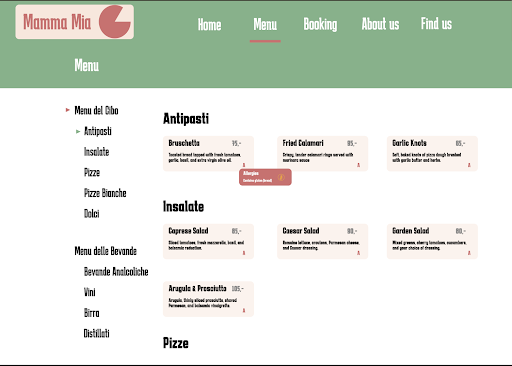 Mamma Mia
Home
Menu
Booking
About us
Find us
Menu
Menu del Cibo
Antipasti
Insalate
Pizze
Pizze Bianche
Dolci
Menu delle Bevande
Bevande Analcoliche
Vini
Birra
Distillati
Antipasti
Bruschetta 75,-
Toasted bread topped with fresh tomatoes,
garlic, basil, and extra virgin olive oil.
Fried Calamari 85,-
Crispy, tender calamari rings served with
marinara sauce
Garlic Knots 65,-
Soft, baked knots of pizza dough brushed
with garlic butter and herbs.
Allergies
Contains gluten (bread)
Insalate
Caprese Salad 85,-
Sliced tomatoes, fresh mozzarella, basil, and
balsamic reduction.
Caesar Salad 80,-
Romaine lettuce, croutons, Parmesan cheese,
and Caesar dressing.
Garden Salad 80,-
Mixed greens, cherry tomatoes, cucumbers,
and your choice of dressing.
Arugula & Prosciutto 105,-
Arugula, thinly sliced prosciutto, shaved
Parmesan, and balsamic vinaigrette.
Pizze